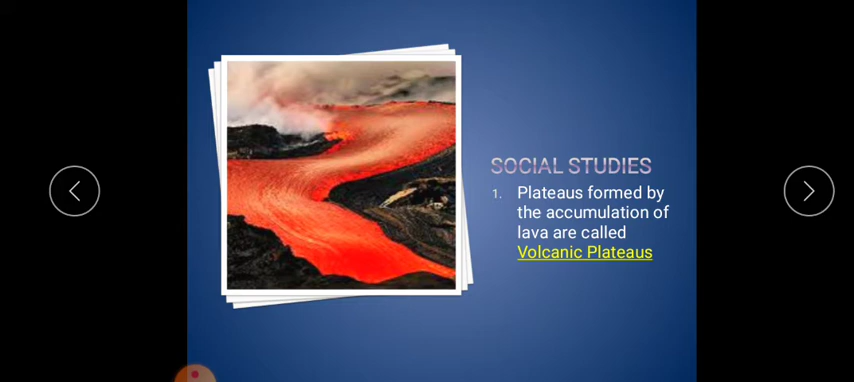 SOCIAL STUDIES
1. Plateaus formed by
the accumulation of
lava are called
Volcanic Plateaus